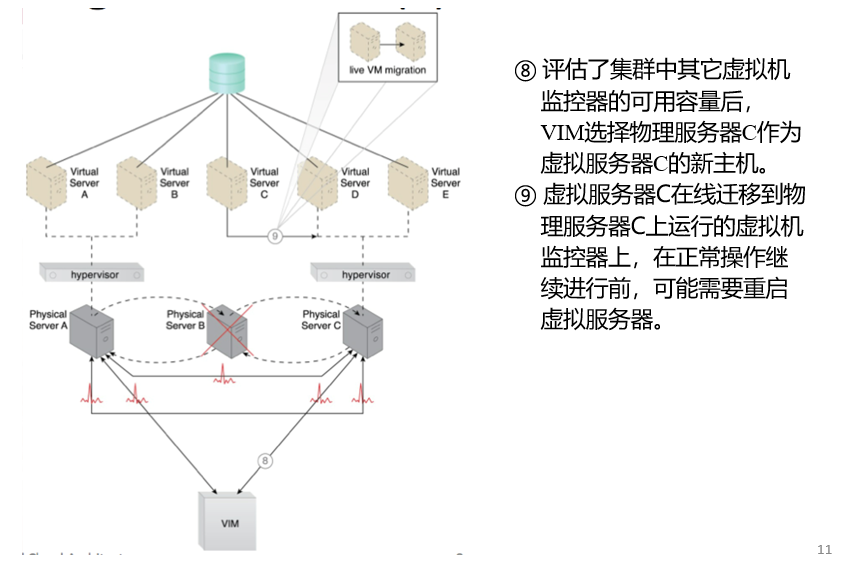 live VM migration
Virtual
Server
A
Virtual
Server
B
Virtual
Server
C
Virtual
Server
D
Virtual
Server
E
9
hypervisor
hypervisor
Physical
Server A
Physical
Server B
Physical
Server C
8
VIM
⑧ 评估了集群中其它虚拟机
监控器的可用容量后，
VIM选择物理服务器C作为
虚拟服务器C的新主机。
⑨ 虚拟服务器C在线迁移到物
理服务器C上运行的虚拟机
监控器上，在正常操作继
续进行前，可能需要重启
虚拟服务器。
11